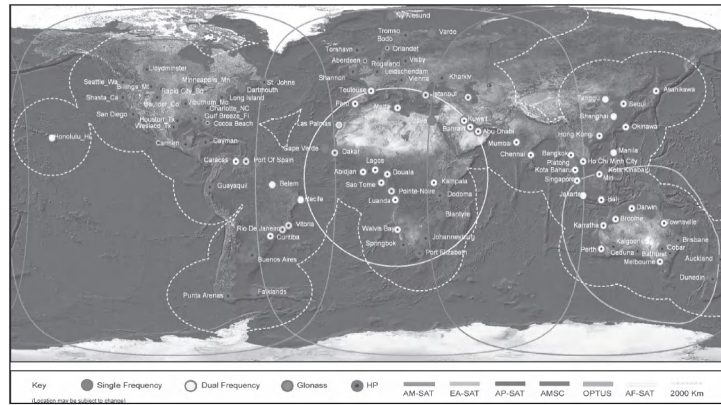 Ny Alesund
Tromso
Vardo
Bodo
Torshavn
Orlandet
Aberdeen
Visby
Rogaland
Leidschendam
Shannon
Vienna
Kharkiv
Lloydminster
Seattle_Wa
Minneapolis_Mn
St. Johns
Billings_Mt
Rapid City_Sd
Dartmouth
Shasta_Ca
Long Island
Boulder_Co
San Diego
Charlotte_NC
Houston_Tx
Gulf Breeze_Fl
Weslaco_Tx
Cocoa Beach
Toulouse
Istanbul
Faro
Malta
Asahikawa
Tanggu
Seoul
Shanghai
Okinawa
Honolulu_Hi
Las Palmas
Kuwait
Bahrain
Abu Dhabi
Hong Kong
Cayman
Cape Verde
Mumbai
Manila
Caracas
Port Of Spain
Dakar
Lagos
Chennai
Bangkok
Ho Chi Minh City
Abidjan
Douala
Kota Baharu
Kota Kinabalu
Guayaquil
Belem
Sao Tome
Kampala
Singapore
Miri
Pointe-Noire
Dodoma
Jakarta
Bali
Recife
Luanda
Darwin
Blantyre
Broome
Townsville
Rio De Janeiro
Vitoria
Walvis Bay
Karratha
Curitiba
Springbok
Johannesburg
Kalgoorlie
Brisbane
Buenos Aires
Port Elizabeth
Perth
Ceduna
Cobar
Bathurst
Auckland
Melbourne
Punta Arenas
Falklands
Dunedin
Key
Single Frequency
Dual Frequency
Glonass
HP
AM-SAT
EA-SAT
AP-SAT
AMSC
OPTUS
AF-SAT
2000 Km
(Location may be subject to change)